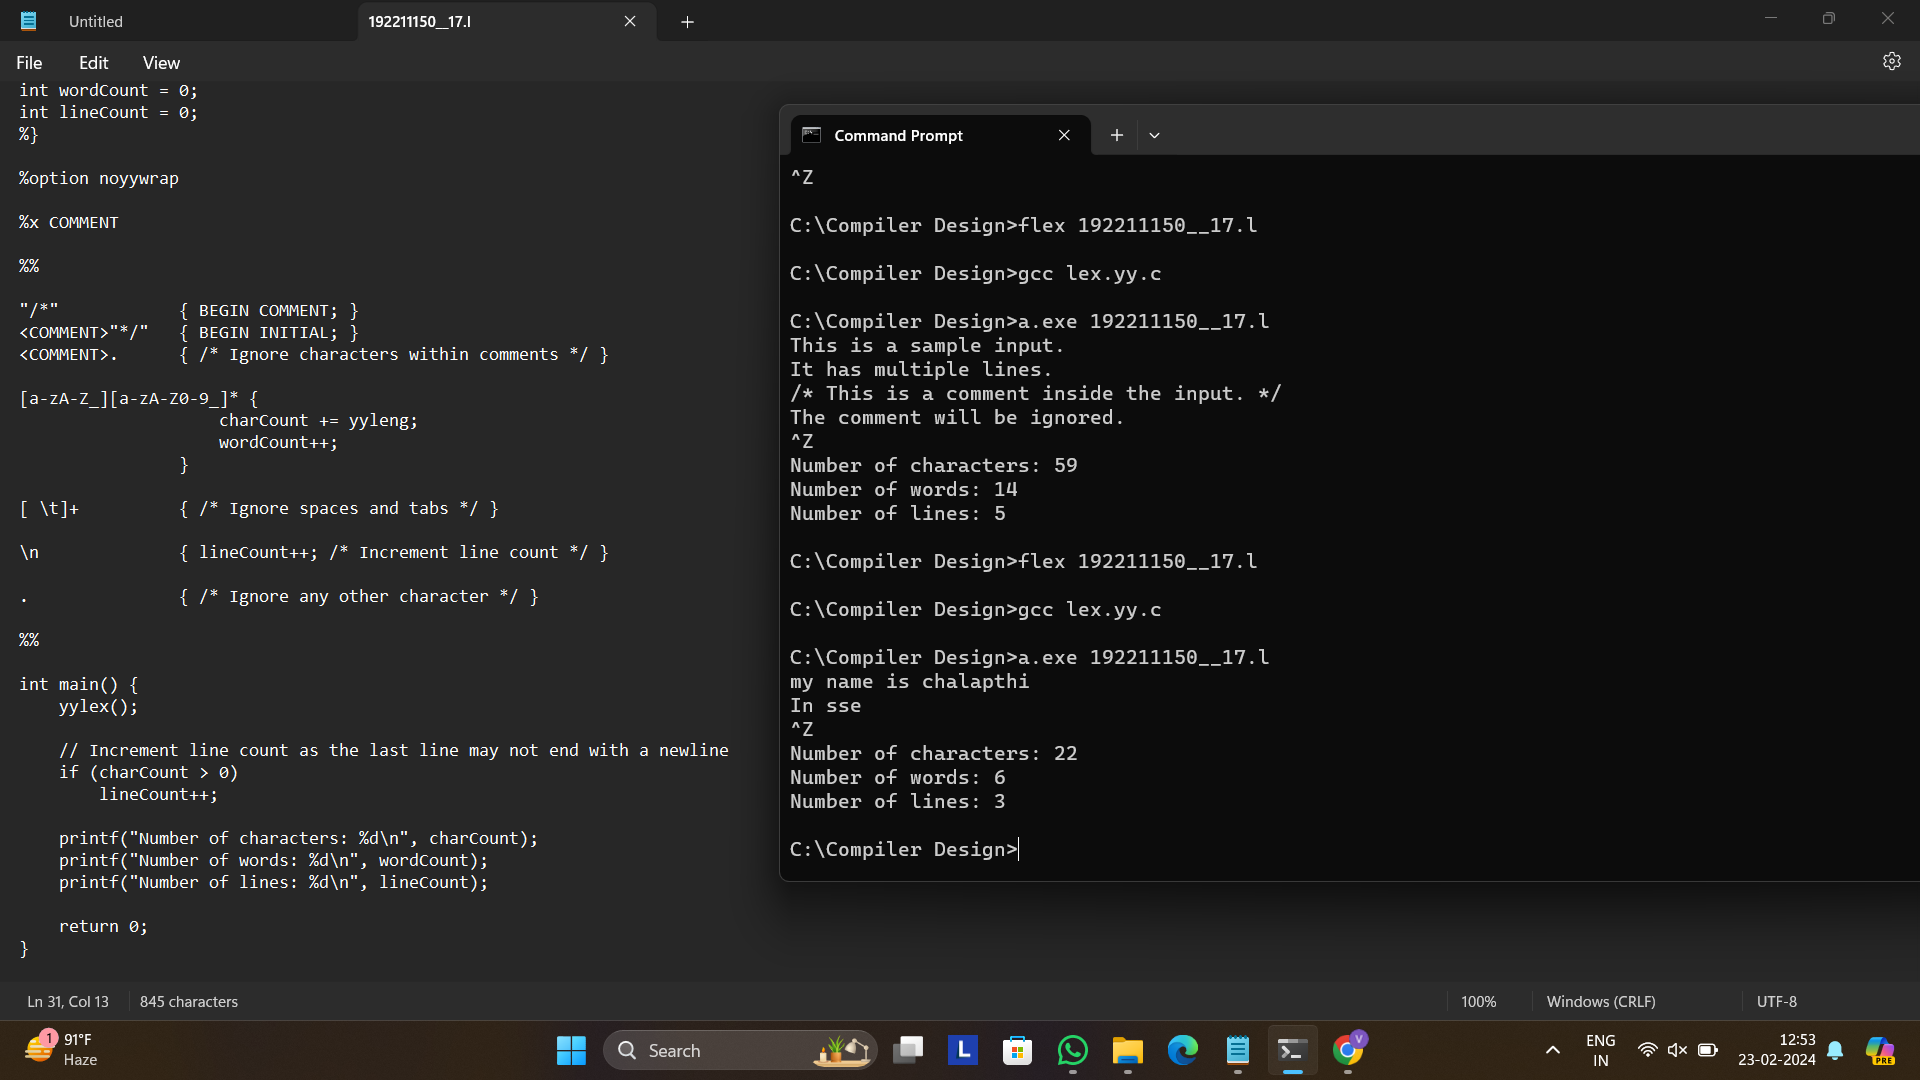 Untitled
192211150__17.l
File Edit View
int wordCount = 0;
int lineCount = 0;
%}
%option noyywrap
%x COMMENT
%%
"/*" { BEGIN COMMENT; }
<COMMENT>"*/" { BEGIN INITIAL; }
<COMMENT>. { /* Ignore characters within comments */ }
[a-zA-Z_][a-zA-Z0-9_]* {
charCount += yyleng;
wordCount++;
}
[ \t]+ { /* Ignore spaces and tabs */ }
\n { lineCount++; /* Increment line count */ }
. { /* Ignore any other character */ }
%%
int main() {
yylex();
// Increment line count as the last line may not end with a newline
if (charCount > 0)
lineCount++;
printf("Number of characters: %d\n", charCount);
printf("Number of words: %d\n", wordCount);
printf("Number of lines: %d\n", lineCount);
return 0;
}
Command Prompt
^Z
C:\Compiler Design>flex 192211150__17.l
C:\Compiler Design>gcc lex.yy.c
C:\Compiler Design>a.exe 192211150__17.l
This is a sample input.
It has multiple lines.
/* This is a comment inside the input. */
The comment will be ignored.
^Z
Number of characters: 59
Number of words: 14
Number of lines: 5
C:\Compiler Design>flex 192211150__17.l
C:\Compiler Design>gcc lex.yy.c
C:\Compiler Design>a.exe 192211150__17.l
my name is chalapthi
In sse
^Z
Number of characters: 22
Number of words: 6
Number of lines: 3
C:\Compiler Design>
Ln 31, Col 13 845 characters 100% Windows (CRLF) UTF-8
1
91°F
Haze
Search
L
V
ENG
IN
12:53
23-02-2024
PRE